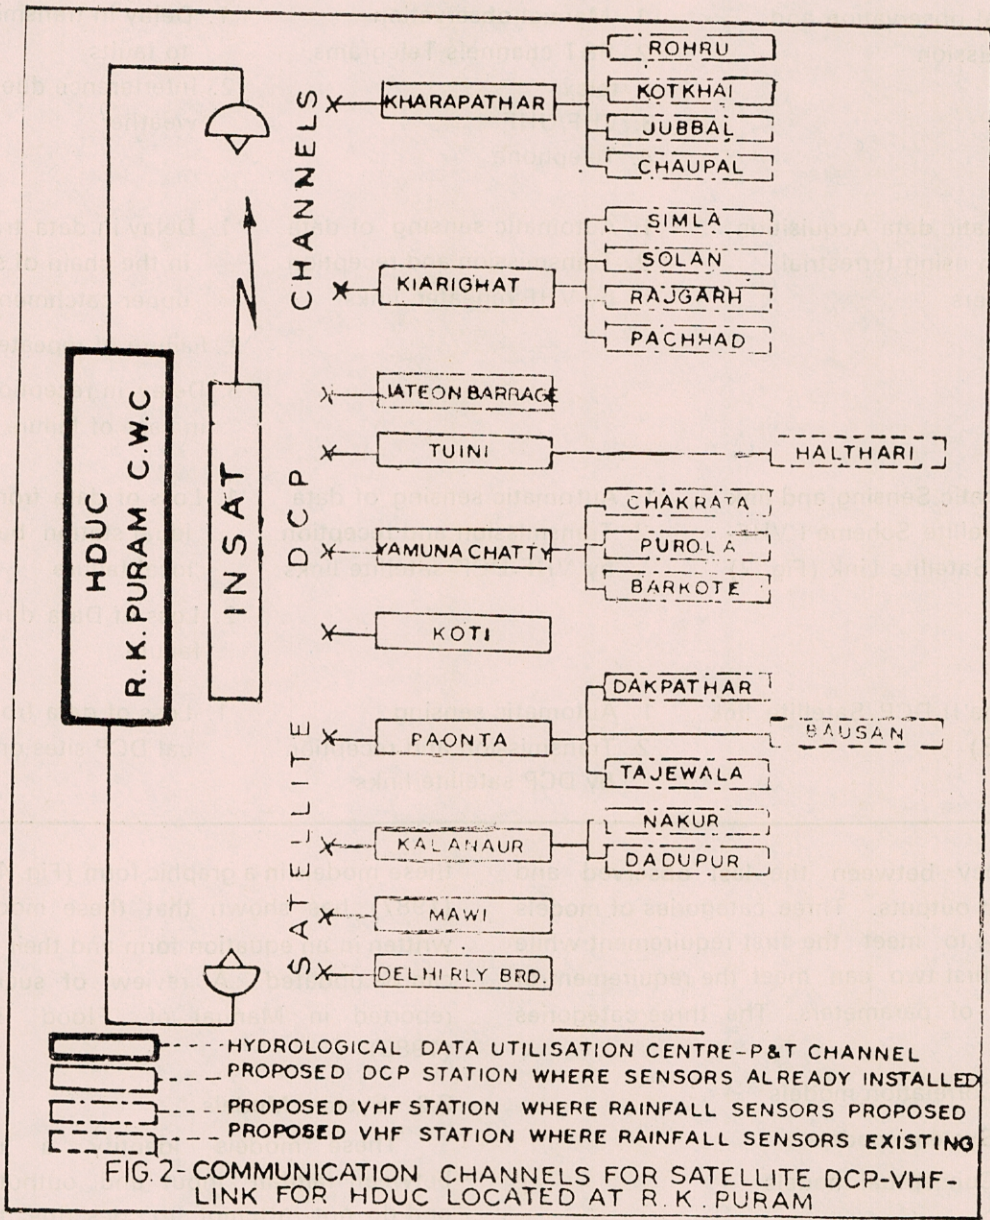 HDUC
R.K.PURAM C.W.C
INSAT
SATELLITE DCP CHANNELS
KHARAPATHAR
ROHRU
KOTKHAI
JUBBAL
CHAUPAL
KIARIGHAT
SIMLA
SOLAN
RAJGARH
PACHHAD
JATEON BARRAGE
TUINI
HALTHARI
YAMUNA CHATTY
CHAKRATA
PUROLA
BARKOTE
KOTI
PAONTA
DAKPATHAR
BAUSAN
TAJEWALA
KALANAUR
NAKUR
DADUPUR
MAWI
DELHI RLY BRD.
HYDROLOGICAL DATA UTILISATION CENTRE-P&T CHANNEL
PROPOSED DCP STATION WHERE SENSORS ALREADY INSTALLED
PROPOSED VHF STATION WHERE RAINFALL SENSORS PROPOSED
PROPOSED VHF STATION WHERE RAINFALL SENSORS EXISTING
FIG 2- COMMUNICATION CHANNELS FOR SATELLITE DCP-VHF-
LINK FOR HDUC LOCATED AT R.K.PURAM